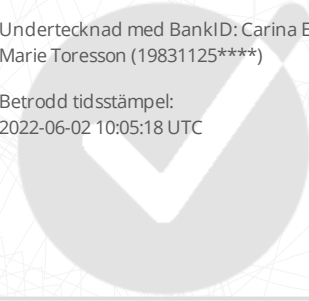 Undertecknad med BankID: Carina E
Marie Toresson (19831125****)
Betrodd tidsstämpel:
2022-06-02 10:05:18 UTC